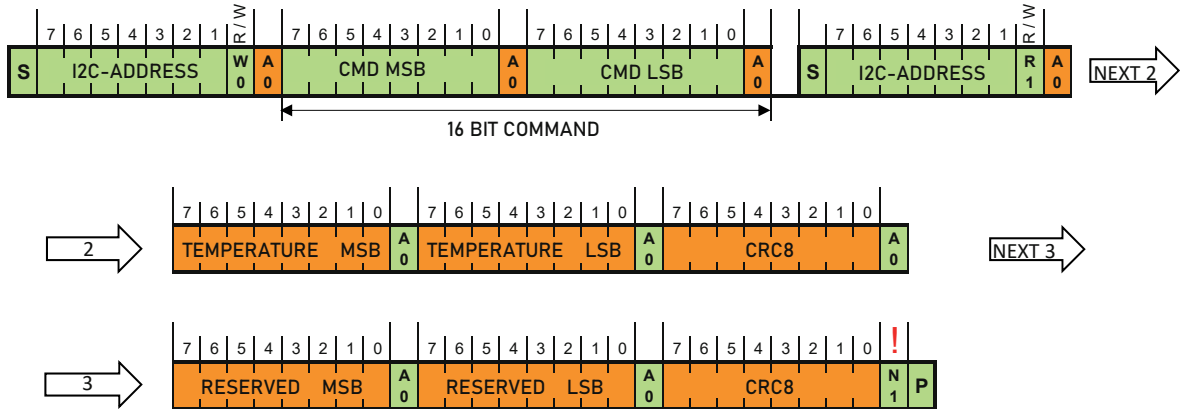 7 6 5 4 3 2 1 R/W 7 6 5 4 3 2 1 0 7 6 5 4 3 2 1 0 7 6 5 4 3 2 1 R/W
S I2C-ADDRESS W 0 A 0 CMD MSB A 0 CMD LSB A 0 S I2C-ADDRESS R 1 A 0 NEXT 2
16 BIT COMMAND
7 6 5 4 3 2 1 0 7 6 5 4 3 2 1 0 7 6 5 4 3 2 1 0
2 TEMPERATURE MSB A 0 TEMPERATURE LSB A 0 CRC8 A 0 NEXT 3
7 6 5 4 3 2 1 0 7 6 5 4 3 2 1 0 7 6 5 4 3 2 1 0 !
3 RESERVED MSB A 0 RESERVED LSB A 0 CRC8 N 1 P